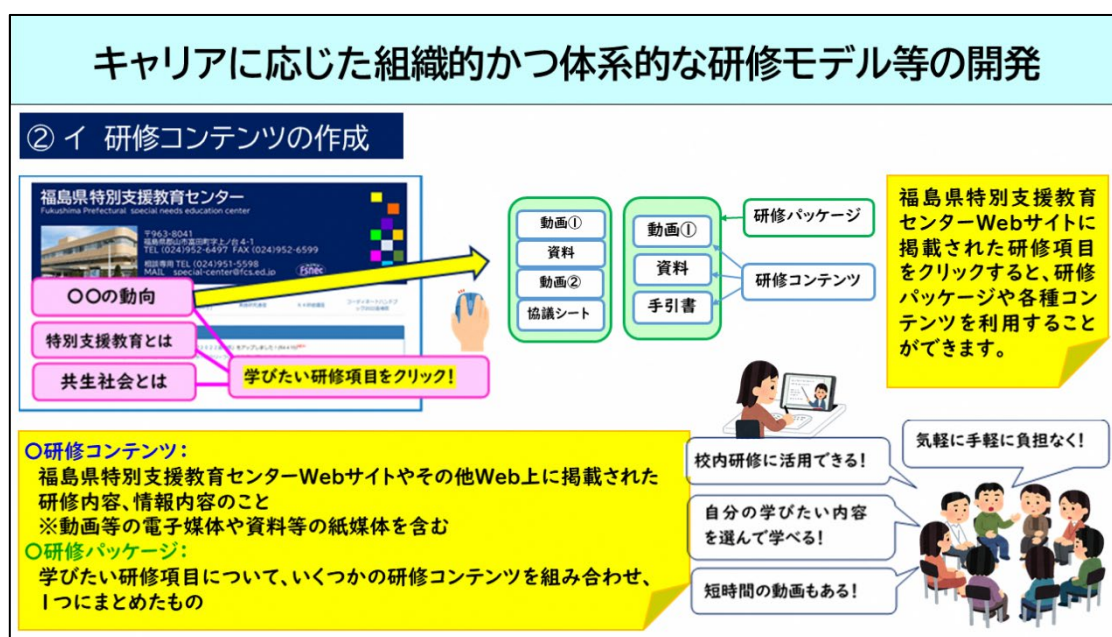 キャリアに応じた組織的かつ体系的な研修モデル等の開発
② イ 研修コンテンツの作成
福島県特別支援教育センター
Fukushima Prefectural special needs education center
〒963-8041
福島県郡山市富田町字上ノ台4-1
TEL (024)952-6497 FAX (024)952-6599
相談専用 TEL (024)951-5598
MAIL special-center@fcs.ed.jp
Fsnec
〇〇の動向
特別支援教育とは
共生社会とは
学びたい研修項目をクリック!
動画①
資料
動画②
協議シート
動画①
資料
手引書
研修パッケージ
研修コンテンツ
福島県特別支援教育
センターWebサイトに
掲載された研修項目
をクリックすると、研修
パッケージや各種コン
テンツを利用すること
ができます。
〇研修コンテンツ:
福島県特別支援教育センターWebサイトやその他Web上に掲載された
研修内容、情報内容のこと
※動画等の電子媒体や資料等の紙媒体を含む
〇研修パッケージ:
学びたい研修項目について、いくつかの研修コンテンツを組み合わせ、
1つにまとめたもの
気軽に手軽に負担なく!
校内研修に活用できる!
自分の学びたい内容
を選んで学べる!
短時間の動画もある!